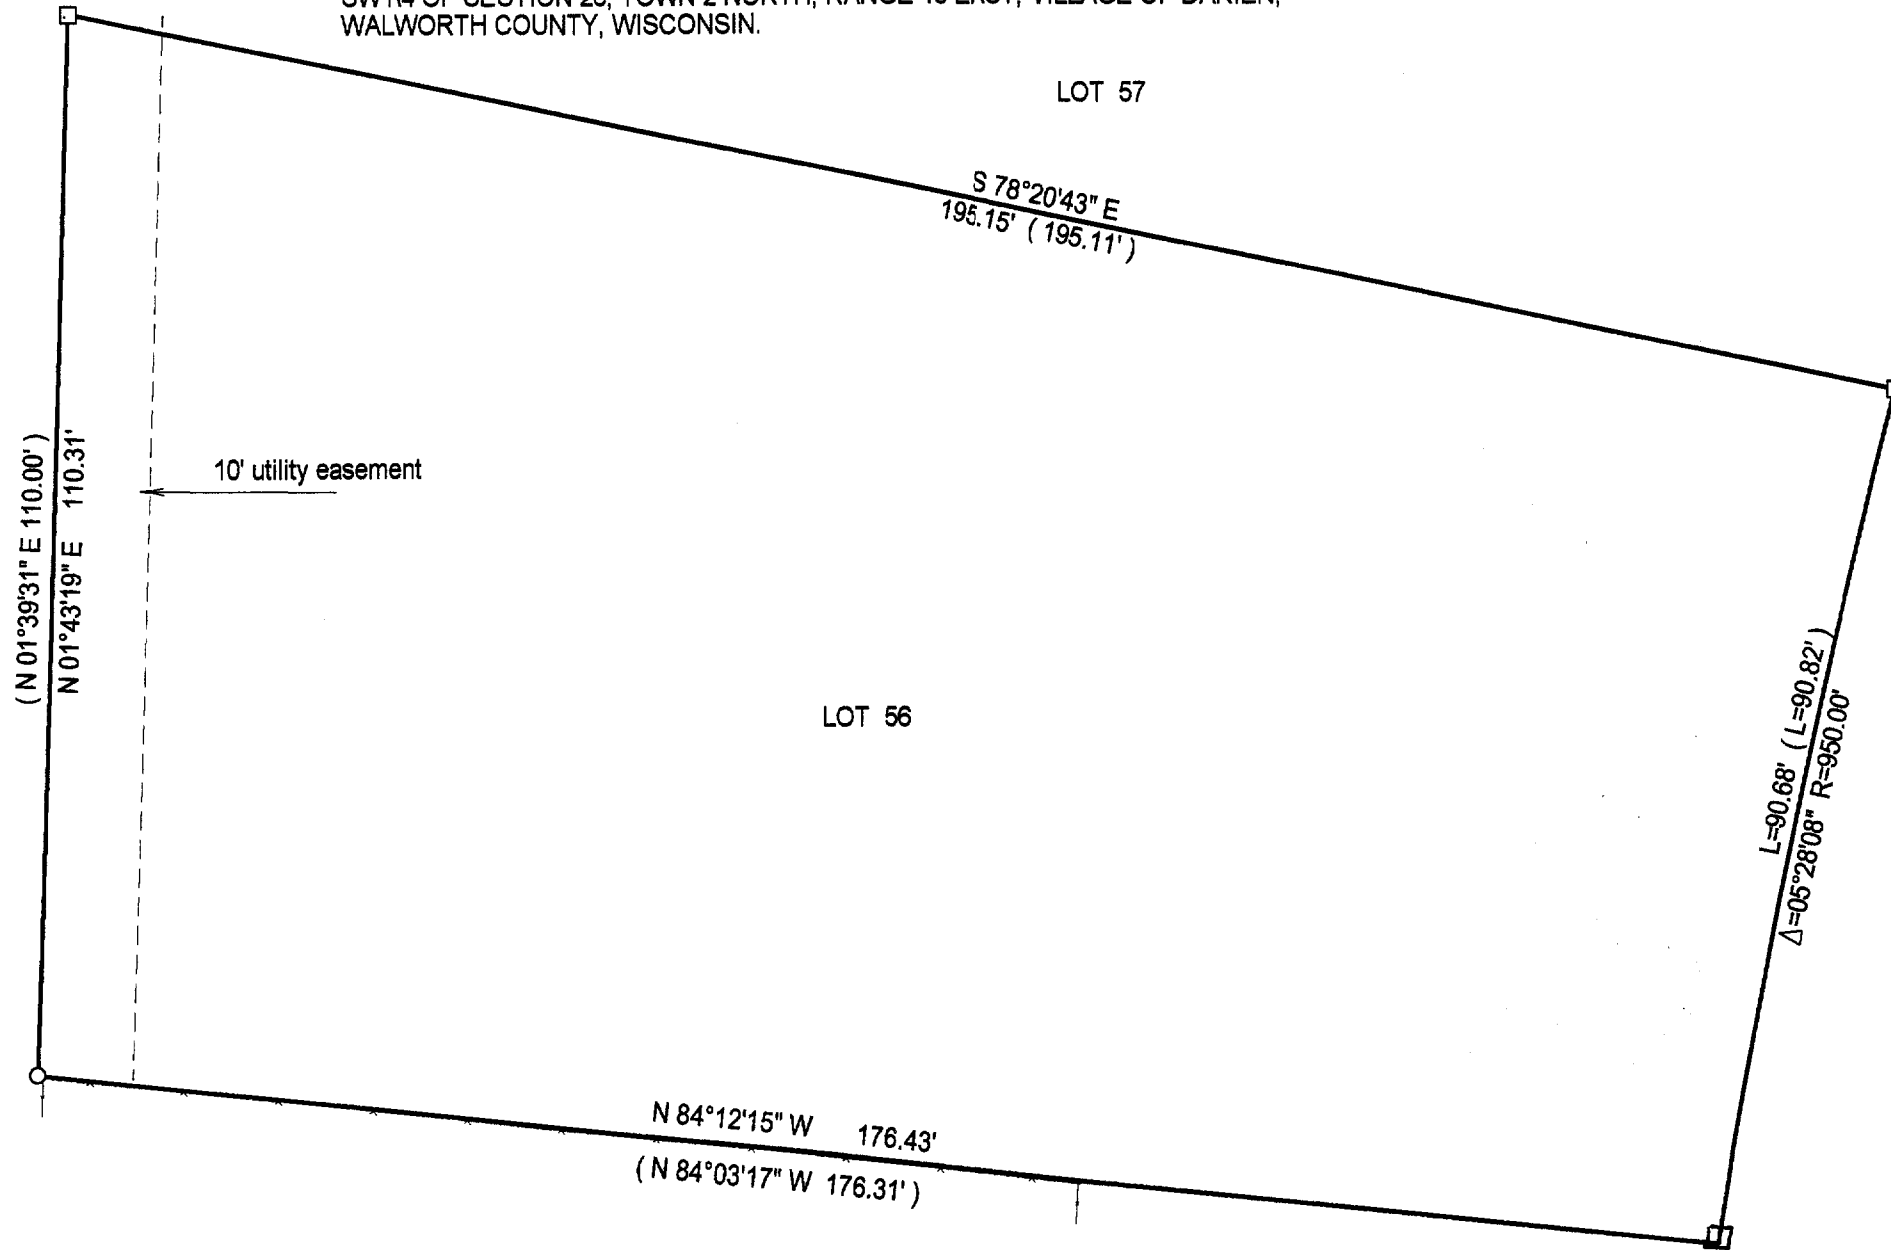 WALWORTH COUNTY, WISCONSIN.
LOT 57
S 78°20'43" E
195.15' ( 195.11' )
( N 01°39'31" E 110.00' )
N 01°43'19" E 110.31'
10' utility easement
LOT 56
L=90.68' ( L=90.82' )
Δ=05°28'08" R=950.00'
N 84°12'15" W 176.43'
( N 84°03'17" W 176.31' )